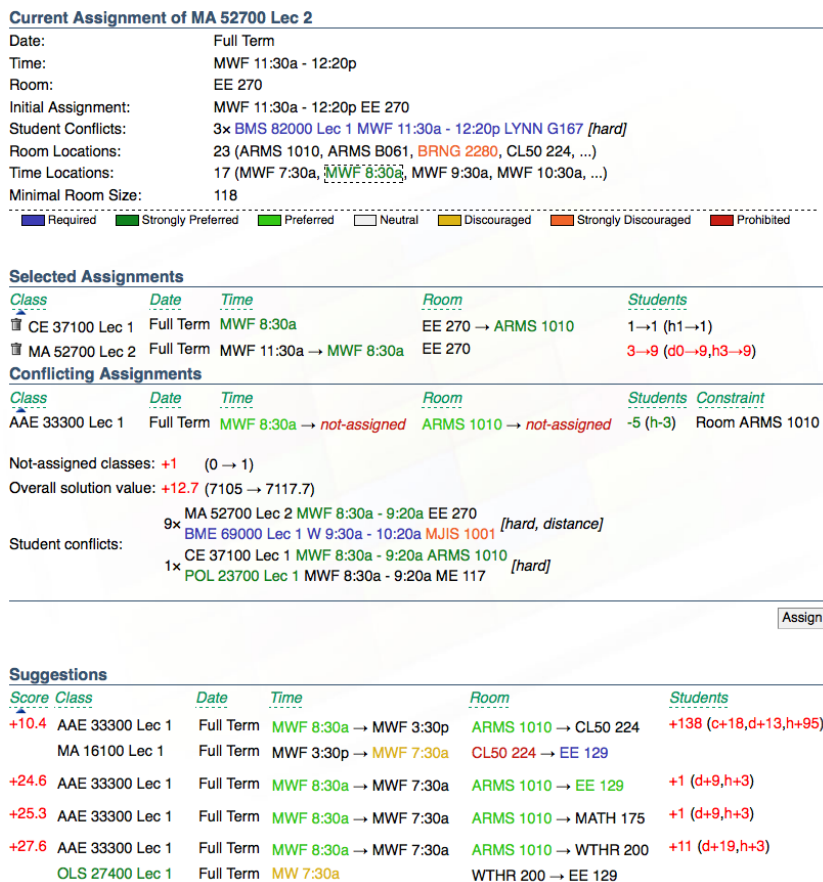 Current Assignment of MA 52700 Lec 2
Date: Full Term
Time: MWF 11:30a - 12:20p
Room: EE 270
Initial Assignment: MWF 11:30a - 12:20p EE 270
Student Conflicts: 3× BMS 82000 Lec 1 MWF 11:30a - 12:20p LYNN G167 [hard]
Room Locations: 23 (ARMS 1010, ARMS B061, BRNG 2280, CL50 224, ...)
Time Locations: 17 (MWF 7:30a, MWF 8:30a, MWF 9:30a, MWF 10:30a, ...)
Minimal Room Size: 118
Required Strongly Preferred Preferred Neutral Discouraged Strongly Discouraged Prohibited
Selected Assignments
Class Date Time Room Students
CE 37100 Lec 1 Full Term MWF 8:30a EE 270 → ARMS 1010 1→1 (h1→1)
MA 52700 Lec 2 Full Term MWF 11:30a → MWF 8:30a EE 270 3→9 (d0→9,h3→9)
Conflicting Assignments
Class Date Time Room Students Constraint
AAE 33300 Lec 1 Full Term MWF 8:30a → not-assigned ARMS 1010 → not-assigned -5 (h-3) Room ARMS 1010
Not-assigned classes: +1 (0 → 1)
Overall solution value: +12.7 (7105 → 7117.7)
Student conflicts:
9× MA 52700 Lec 2 MWF 8:30a - 9:20a EE 270
BME 69000 Lec 1 W 9:30a - 10:20a MJIS 1001 [hard, distance]
1× CE 37100 Lec 1 MWF 8:30a - 9:20a ARMS 1010
POL 23700 Lec 1 MWF 8:30a - 9:20a ME 117 [hard]
Assign
Suggestions
Score Class Date Time Room Students
+10.4 AAE 33300 Lec 1 Full Term MWF 8:30a → MWF 3:30p ARMS 1010 → CL50 224 +138 (c+18,d+13,h+95)
MA 16100 Lec 1 Full Term MWF 3:30p → MWF 7:30a CL50 224 → EE 129
+24.6 AAE 33300 Lec 1 Full Term MWF 8:30a → MWF 7:30a ARMS 1010 → EE 129 +1 (d+9,h+3)
+25.3 AAE 33300 Lec 1 Full Term MWF 8:30a → MWF 7:30a ARMS 1010 → MATH 175 +1 (d+9,h+3)
+27.6 AAE 33300 Lec 1 Full Term MWF 8:30a → MWF 7:30a ARMS 1010 → WTHR 200 +11 (d+19,h+3)
OLS 27400 Lec 1 Full Term MW 7:30a WTHR 200 → EE 129